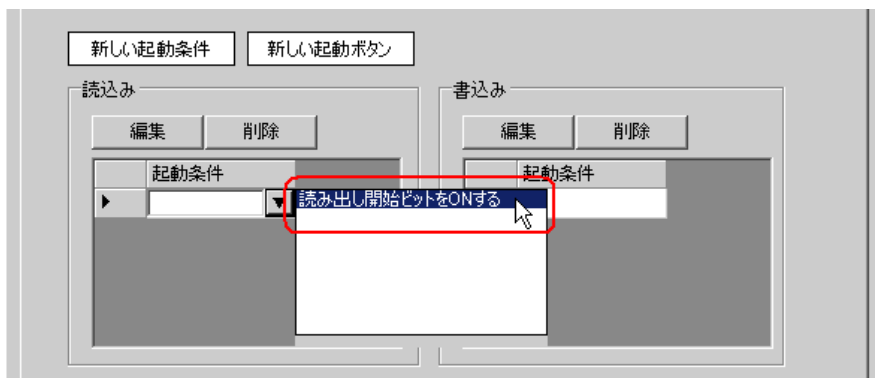 新しい起動条件 新しい起動ボタン
読込み 書込み
編集 削除 編集 削除
起動条件 起動条件
読み出し開始ビットをONする